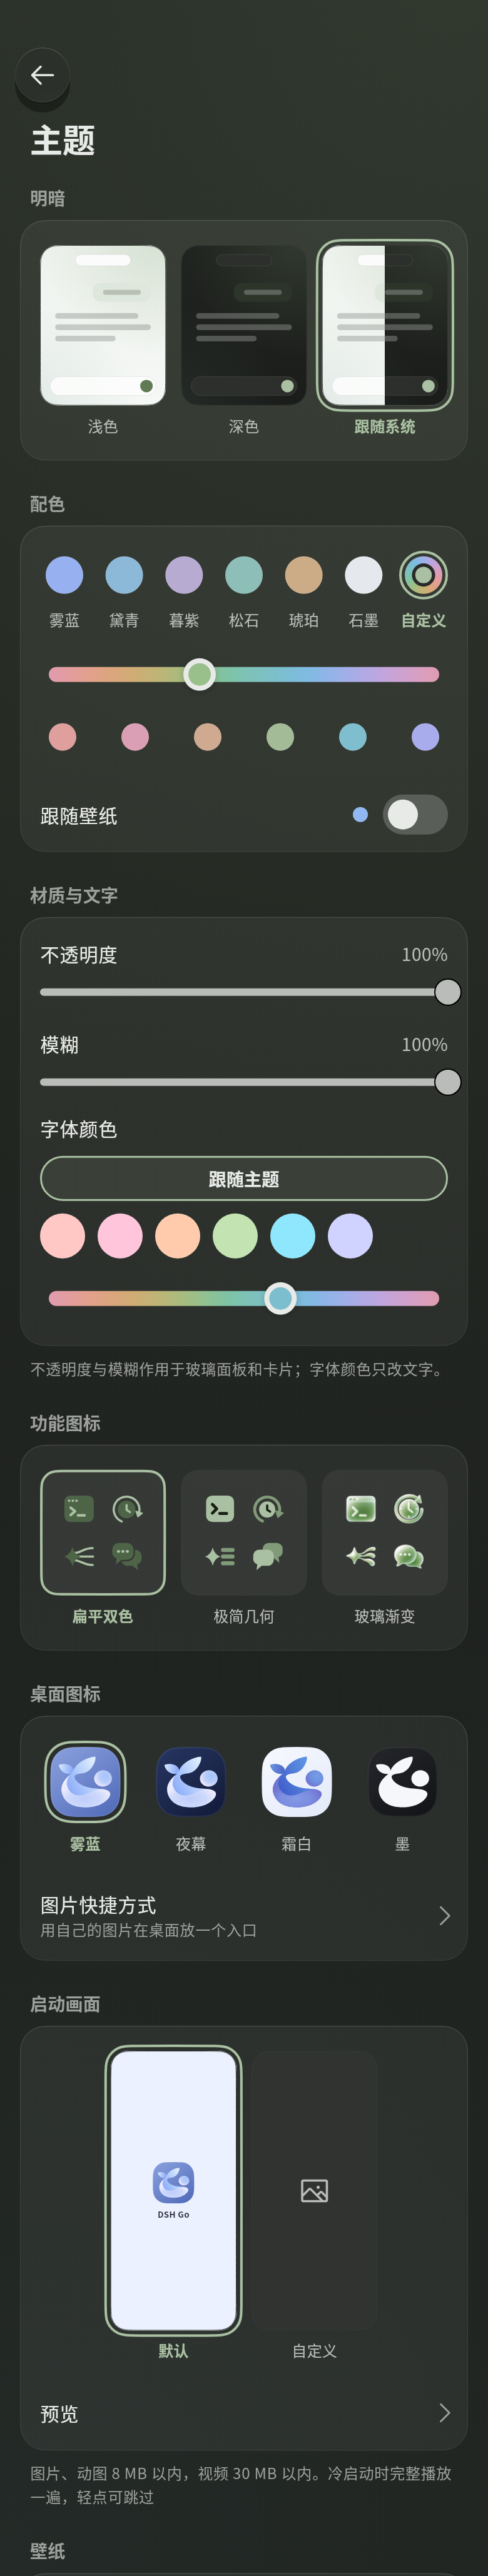 主题
明暗
浅色
深色
跟随系统
配色
雾蓝
黛青
暮紫
松石
琥珀
石墨
自定义
跟随壁纸
材质与文字
不透明度
100%
模糊
100%
字体颜色
跟随主题
不透明度与模糊作用于玻璃面板和卡片；字体颜色只改文字。
功能图标
扁平双色
极简几何
玻璃渐变
桌面图标
雾蓝
夜幕
霜白
墨
图片快捷方式
用自己的图片在桌面放一个入口
启动画面
DSH Go
默认
自定义
预览
图片、动图 8 MB 以内，视频 30 MB 以内。冷启动时完整播放
一遍，轻点可跳过
壁纸